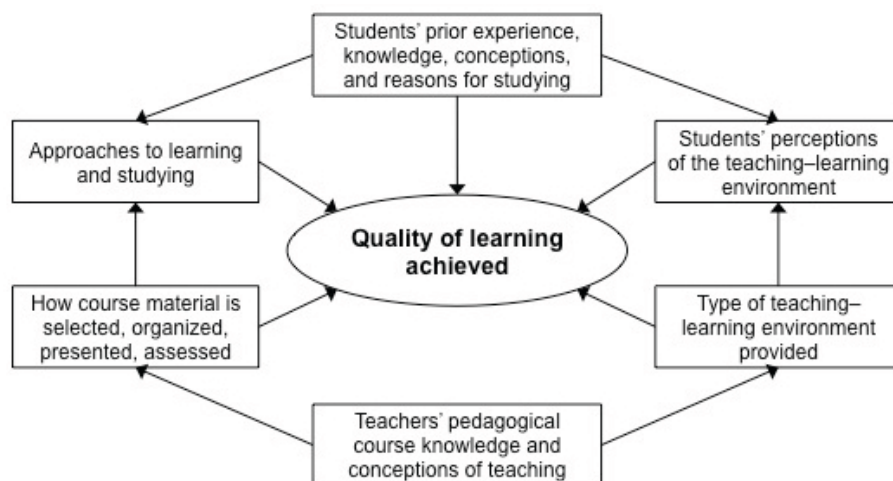 Students' prior experience,
knowledge, conceptions,
and reasons for studying
Approaches to learning
and studying
Students' perceptions
of the teaching–learning
environment
Quality of learning
achieved
How course material is
selected, organized,
presented, assessed
Type of teaching–
learning environment
provided
Teachers' pedagogical
course knowledge and
conceptions of teaching